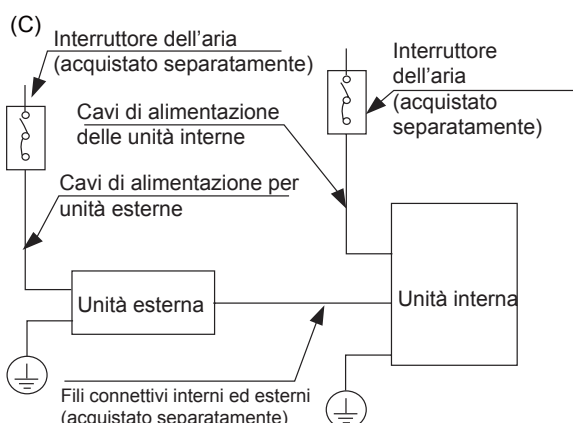 (C)
Interruttore dell'aria
(acquistato separatamente)
Interruttore
dell'aria
(acquistato
separatamente)
Cavi di alimentazione
delle unità interne
Cavi di alimentazione per
unità esterne
Unità esterna
Unità interna
Fili connettivi interni ed esterni
(acquistato separatamente)